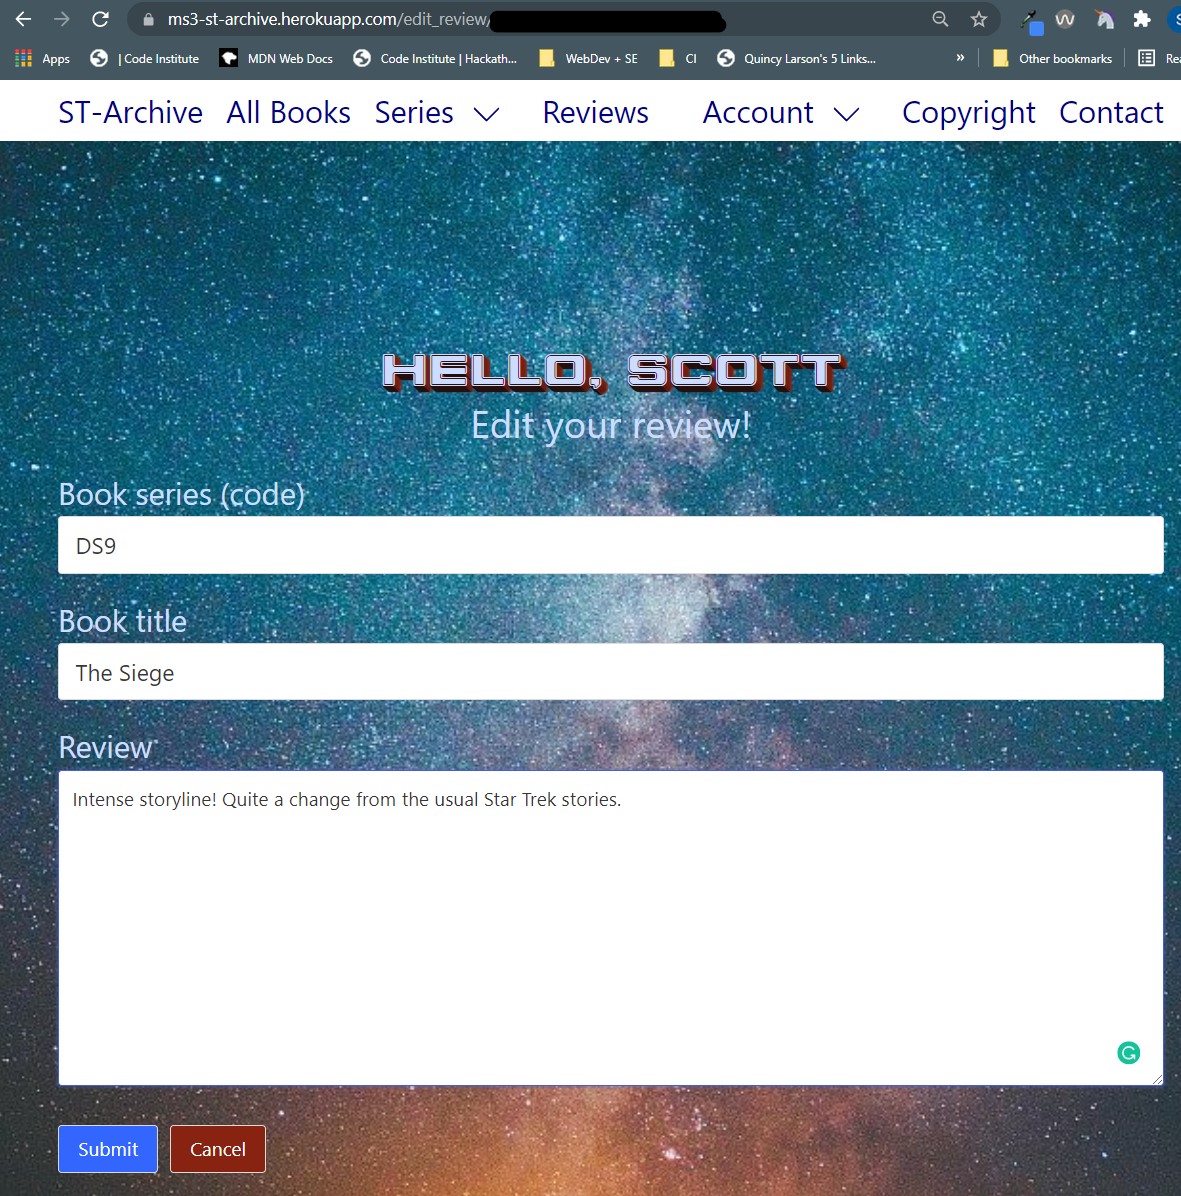 ms3-st-archive.herokuapp.com/edit_review/
Apps | Code Institute MDN Web Docs Code Institute | Hackath... WebDev + SE CI Quincy Larson's 5 Links... » Other bookmarks Rea
ST-Archive All Books Series Reviews Account Copyright Contact
HELLO, SCOTT
Edit your review!
Book series (code)
DS9
Book title
The Siege
Review
Intense storyline! Quite a change from the usual Star Trek stories.
Submit Cancel